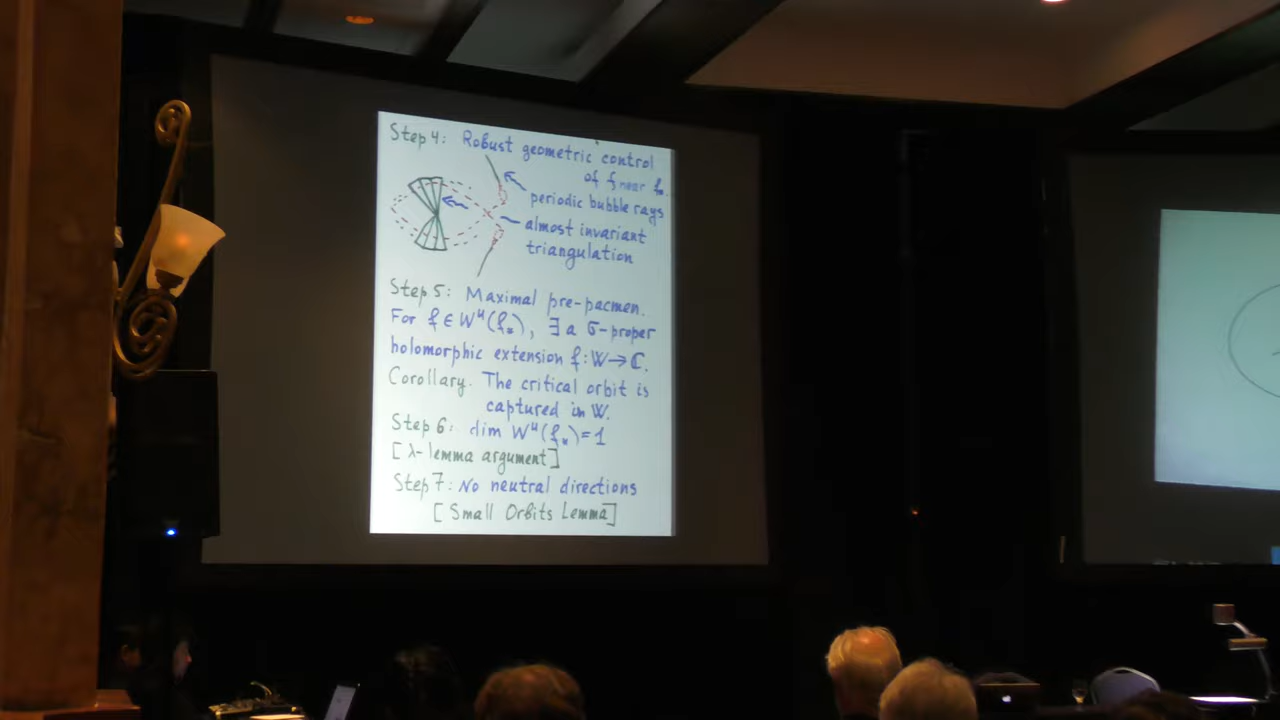 Step 4: Robust geometric control
of f near f*.
periodic bubble rays
almost invariant
triangulation
Step 5: Maximal pre-pacmen.
For f ∈ Wᵘ(f*), ∃ a σ-proper
holomorphic extension f: W → ℂ.
Corollary. The critical orbit is
captured in W.
Step 6: dim Wᵘ(f*) = 1
[λ-lemma argument]
Step 7: No neutral directions
[Small Orbits Lemma]